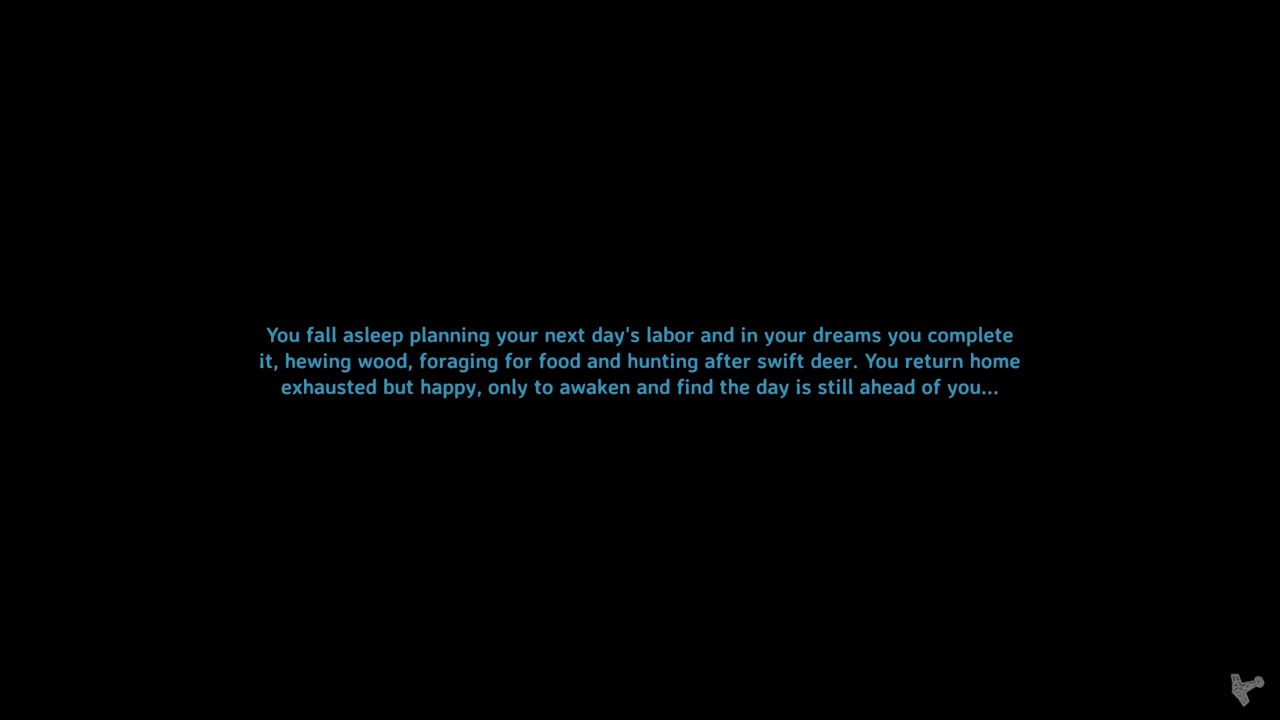 You fall asleep planning your next day's labor and in your dreams you complete
it, hewing wood, foraging for food and hunting after swift deer. You return home
exhausted but happy, only to awaken and find the day is still ahead of you...